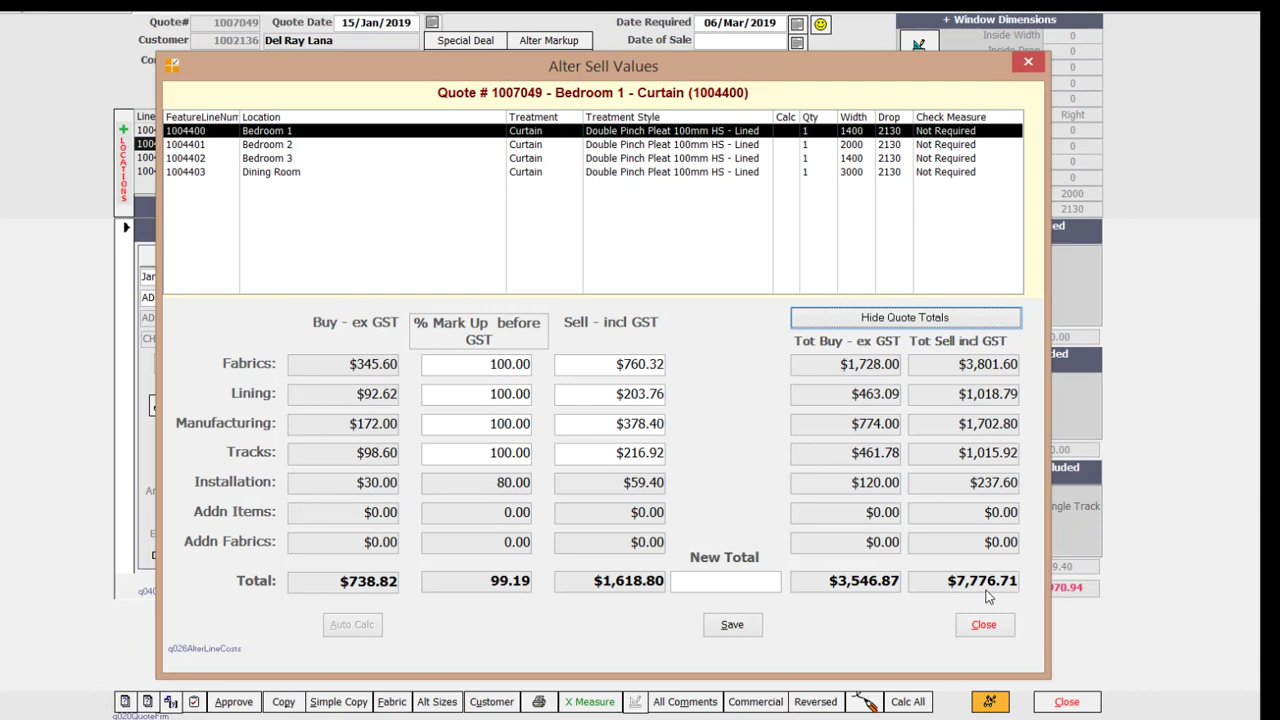 Quote# 1007049 Quote Date 15/Jan/2019 Date Required 06/Mar/2019 + Window Dimensions
Customer 1002136 Del Ray Lana Special Deal Alter Markup Date of Sale Inside Width 0
Alter Sell Values
Quote # 1007049 - Bedroom 1 - Curtain (1004400)
FeatureLineNum Location Treatment Treatment Style Calc Qty Width Drop Check Measure
1004400 Bedroom 1 Curtain Double Pinch Pleat 100mm HS - Lined 1 1400 2130 Not Required
1004401 Bedroom 2 Curtain Double Pinch Pleat 100mm HS - Lined 1 2000 2130 Not Required
1004402 Bedroom 3 Curtain Double Pinch Pleat 100mm HS - Lined 1 1400 2130 Not Required
1004403 Dining Room Curtain Double Pinch Pleat 100mm HS - Lined 1 3000 2130 Not Required
LOCATIONS
Right
2000
2130
Hide Quote Totals
Buy - ex GST % Mark Up before GST Sell - incl GST Tot Buy - ex GST Tot Sell incl GST
Fabrics: $345.60 100.00 $760.32 $1,728.00 $3,801.60
Lining: $92.62 100.00 $203.76 $463.09 $1,018.79
Manufacturing: $172.00 100.00 $378.40 $774.00 $1,702.80
Tracks: $98.60 100.00 $216.92 $461.78 $1,015.92
Installation: $30.00 80.00 $59.40 $120.00 $237.60
Addn Items: $0.00 0.00 $0.00 $0.00 $0.00
Addn Fabrics: $0.00 0.00 $0.00 $0.00 $0.00
New Total
Total: $738.82 99.19 $1,618.80 $3,546.87 $7,776.71
Auto Calc Save Close
q026AlterLineCosts
Approve Copy Simple Copy Fabric Alt Sizes Customer X Measure All Comments Commercial Reversed Calc All Close
q020QuoteFrm